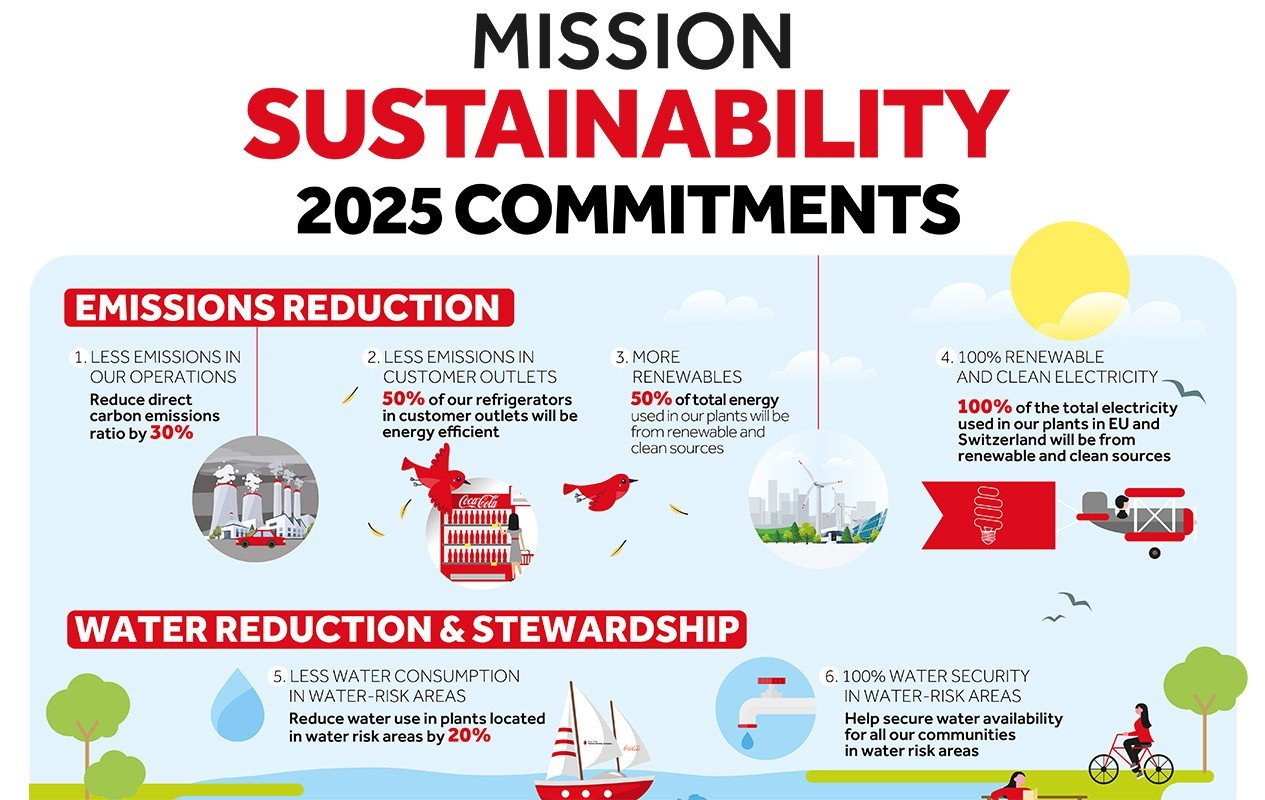 MISSION
SUSTAINABILITY
2025 COMMITMENTS
EMISSIONS REDUCTION
1. LESS EMISSIONS IN
OUR OPERATIONS
Reduce direct
carbon emissions
ratio by 30%
2. LESS EMISSIONS IN
CUSTOMER OUTLETS
50% of our refrigerators
in customer outlets will be
energy efficient
3. MORE
RENEWABLES
50% of total energy
used in our plants will be
from renewable and
clean sources
4. 100% RENEWABLE
AND CLEAN ELECTRICITY
100% of the total electricity
used in our plants in EU and
Switzerland will be from
renewable and clean sources
Coca-Cola
WATER REDUCTION & STEWARDSHIP
5. LESS WATER CONSUMPTION
IN WATER-RISK AREAS
Reduce water use in plants located
in water risk areas by 20%
Coca-Cola
6. 100% WATER SECURITY
IN WATER-RISK AREAS
Help secure water availability
for all our communities
in water risk areas